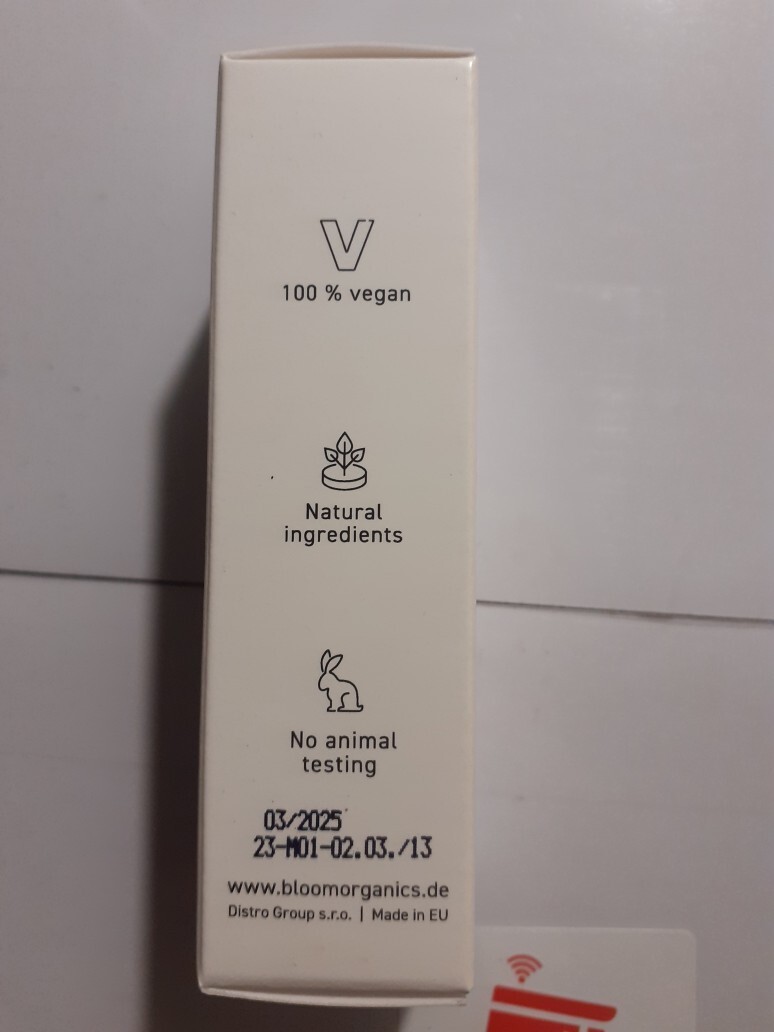 V
100 % vegan
Natural
ingredients
No animal
testing
03/2025
23-M01-02.03./13
www.bloomorganics.de
Distro Group s.r.o. | Made in EU